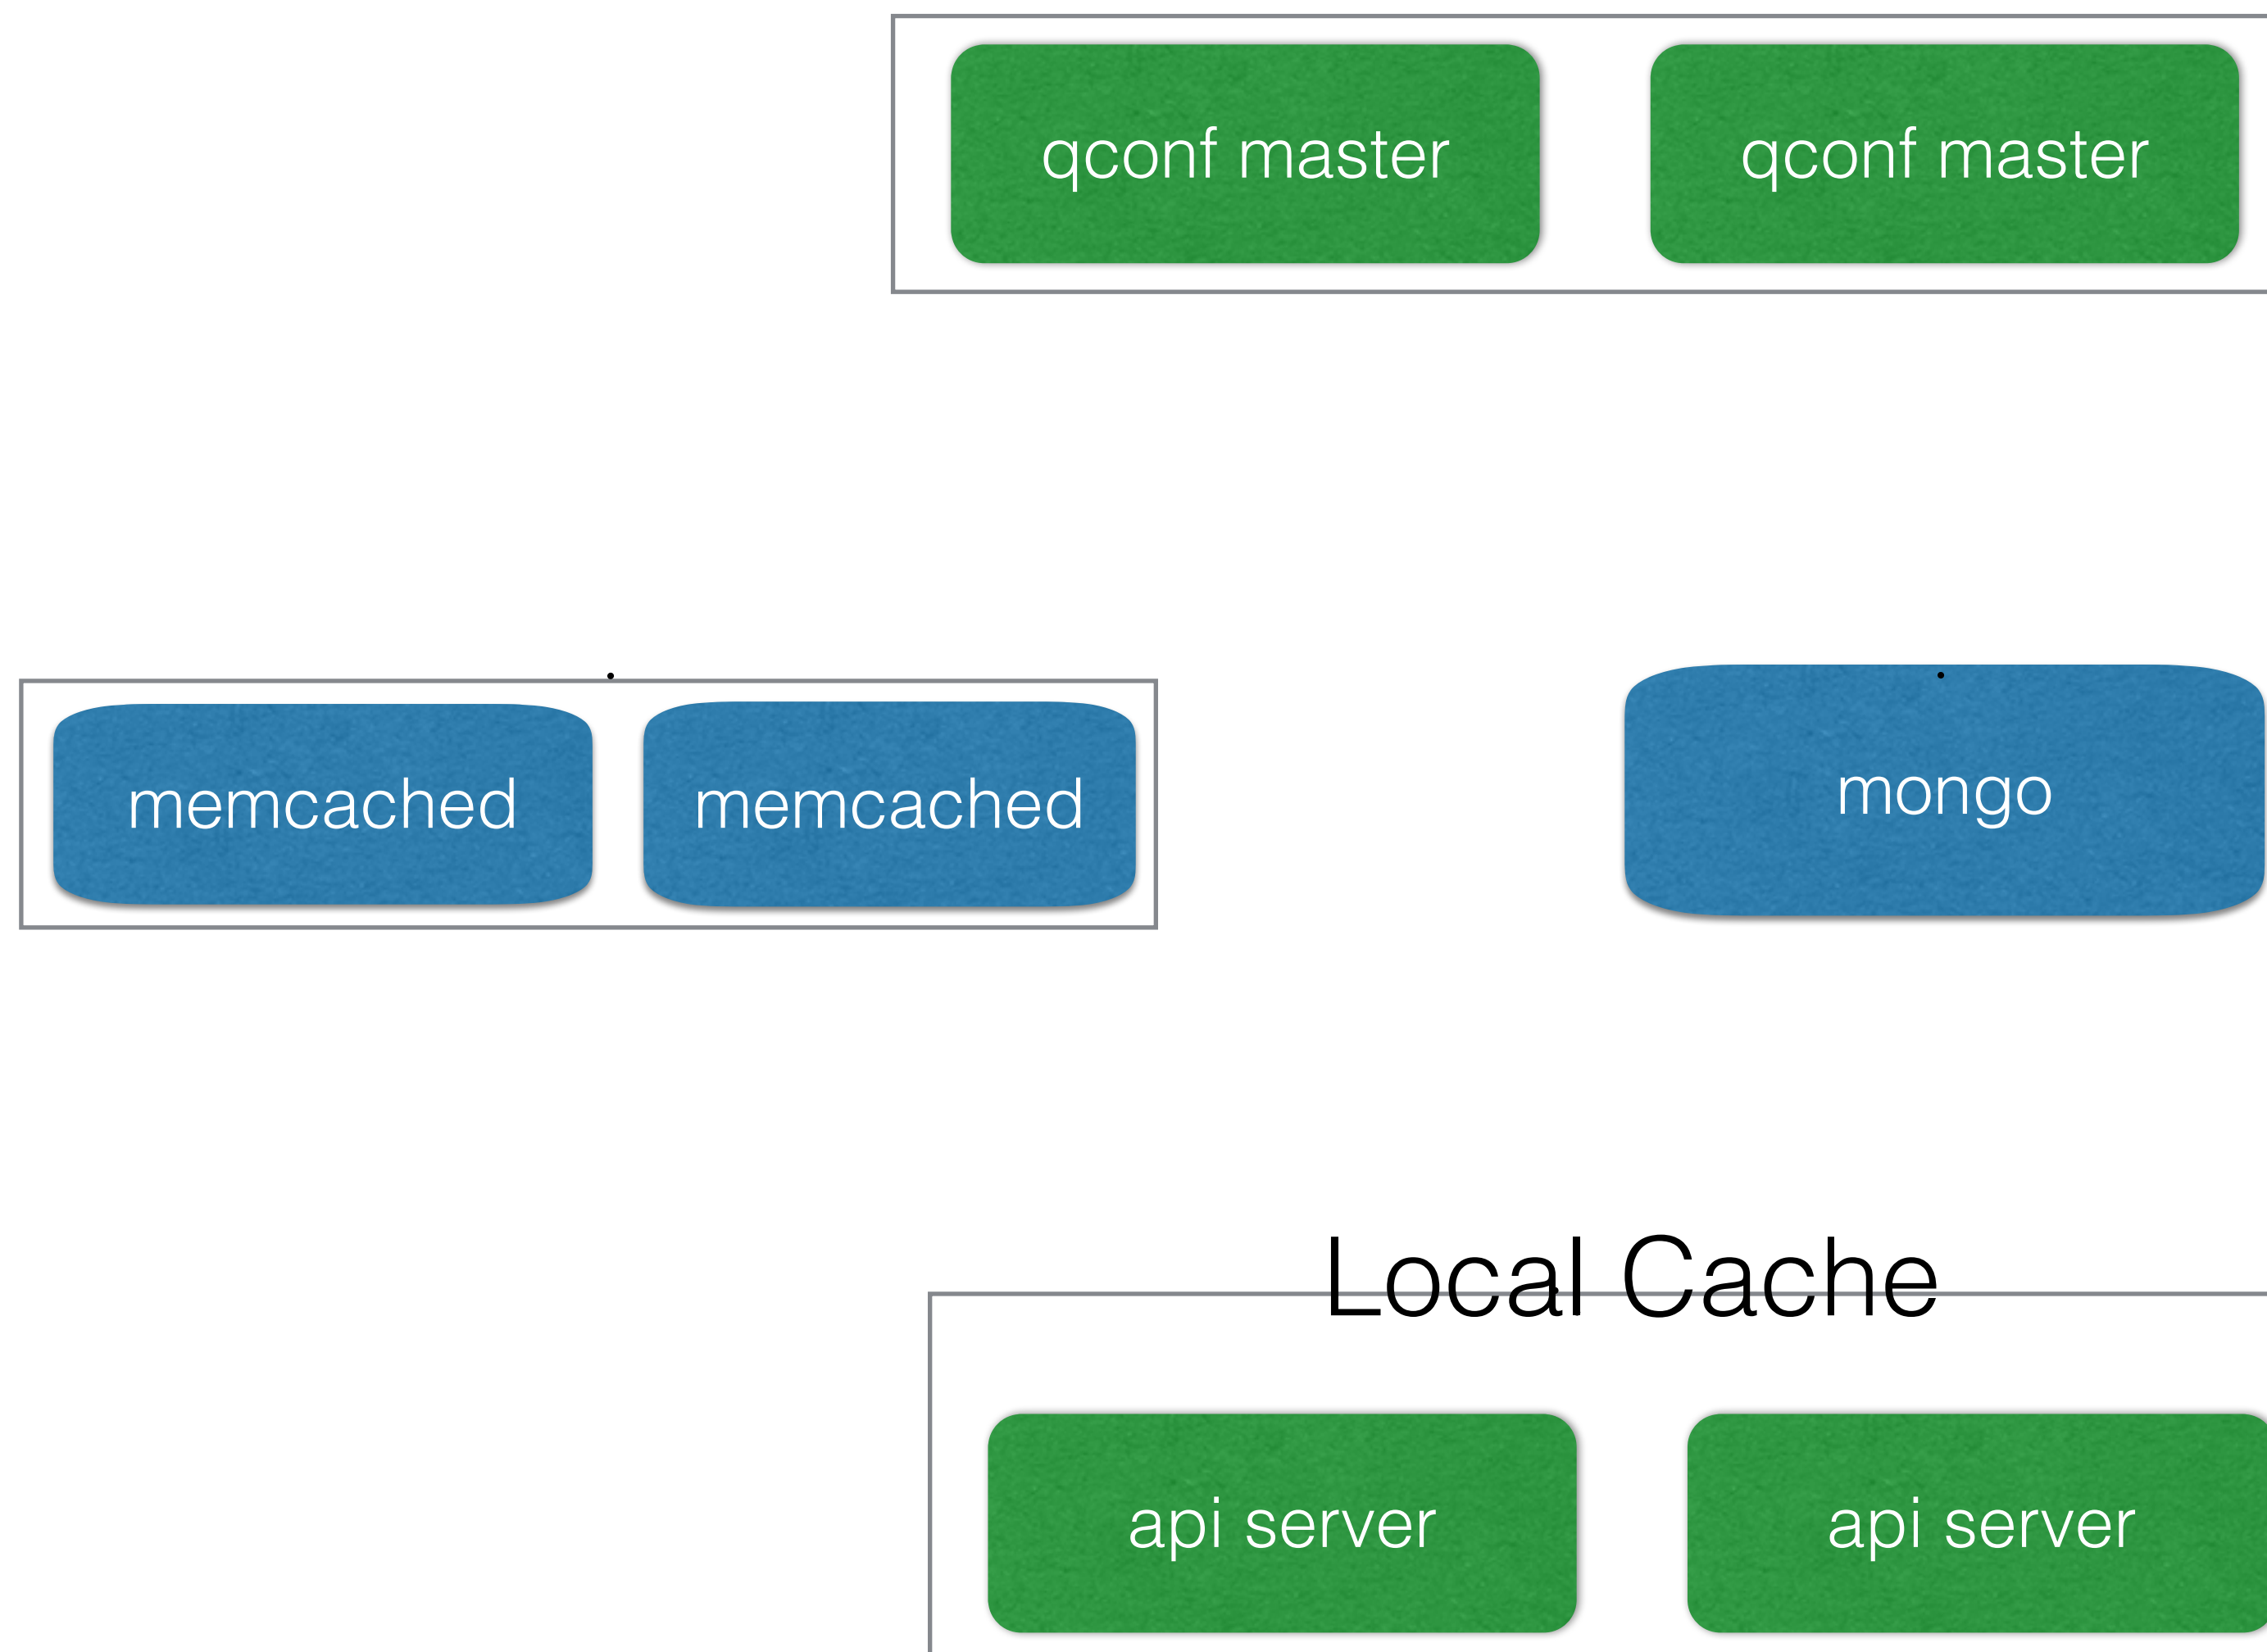 qconf master
qconf master
memcached
memcached
mongo
Local Cache
api server
api server